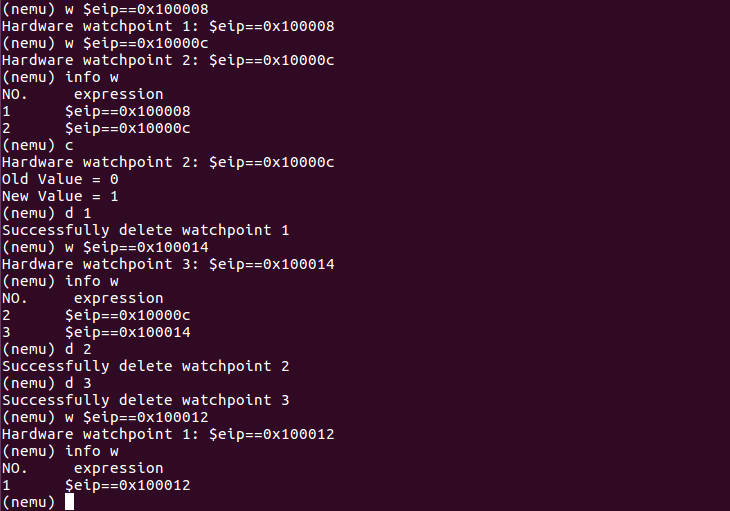 (nemu) w $eip==0x100008
Hardware watchpoint 1: $eip==0x100008
(nemu) w $eip==0x10000c
Hardware watchpoint 2: $eip==0x10000c
(nemu) info w
NO.     expression
1      $eip==0x100008
2      $eip==0x10000c
(nemu) c
Hardware watchpoint 2: $eip==0x10000c
Old Value = 0
New Value = 1
(nemu) d 1
Successfully delete watchpoint 1
(nemu) w $eip==0x100014
Hardware watchpoint 3: $eip==0x100014
(nemu) info w
NO.     expression
2      $eip==0x10000c
3      $eip==0x100014
(nemu) d 2
Successfully delete watchpoint 2
(nemu) d 3
Successfully delete watchpoint 3
(nemu) w $eip==0x100012
Hardware watchpoint 1: $eip==0x100012
(nemu) info w
NO.     expression
1      $eip==0x100012
(nemu)